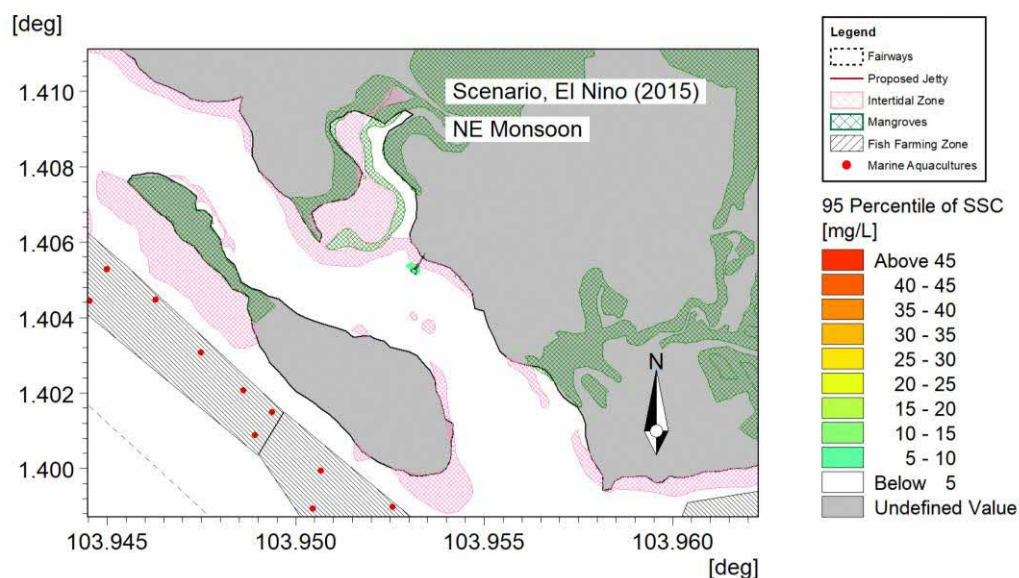 [deg]
1.410
1.408
1.406
1.404
1.402
1.400
103.945
103.950
103.955
103.960
[deg]
Scenario, El Nino (2015)
NE Monsoon
N
Legend
Fairways
Proposed Jetty
Intertidal Zone
Mangroves
Fish Farming Zone
Marine Aquacultures
95 Percentile of SSC
[mg/L]
Above 45
40 - 45
35 - 40
30 - 35
25 - 30
20 - 25
15 - 20
10 - 15
5 - 10
Below 5
Undefined Value